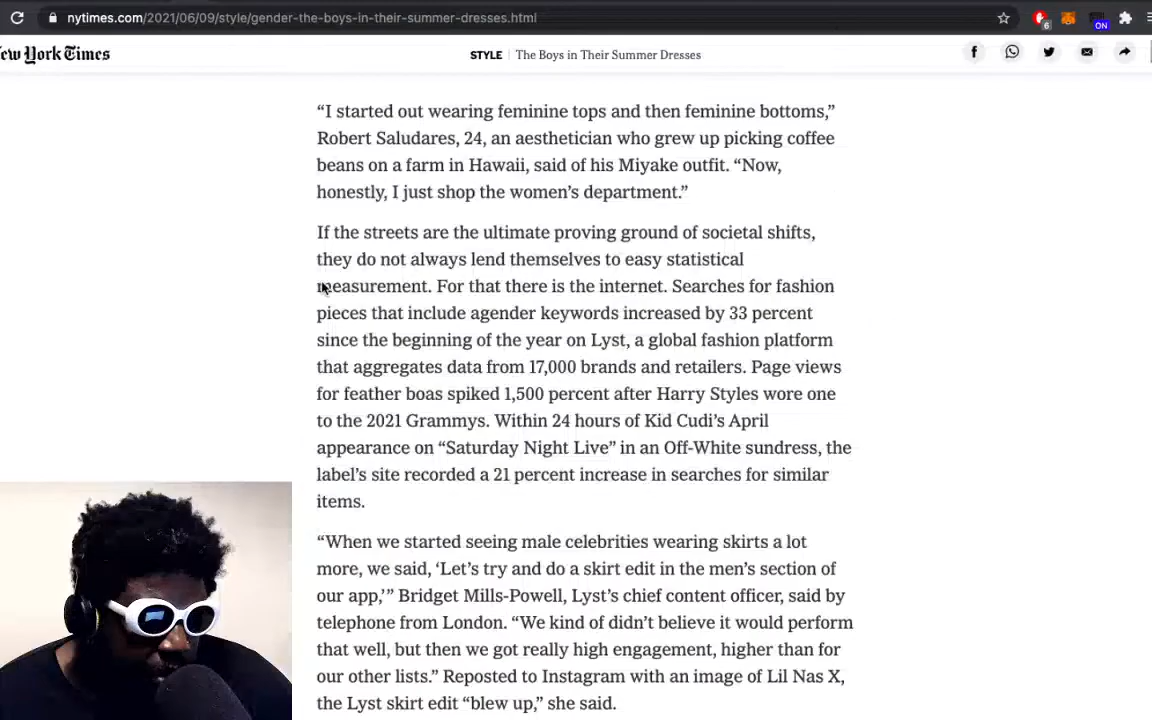 nytimes.com/2021/06/09/style/gender-the-boys-in-their-summer-dresses.html
6
ON
ew York Times
STYLE | The Boys in Their Summer Dresses
“I started out wearing feminine tops and then feminine bottoms,”
Robert Saludares, 24, an aesthetician who grew up picking coffee
beans on a farm in Hawaii, said of his Miyake outfit. “Now,
honestly, I just shop the women’s department.”
If the streets are the ultimate proving ground of societal shifts,
they do not always lend themselves to easy statistical
measurement. For that there is the internet. Searches for fashion
pieces that include agender keywords increased by 33 percent
since the beginning of the year on Lyst, a global fashion platform
that aggregates data from 17,000 brands and retailers. Page views
for feather boas spiked 1,500 percent after Harry Styles wore one
to the 2021 Grammys. Within 24 hours of Kid Cudi’s April
appearance on “Saturday Night Live” in an Off-White sundress, the
label’s site recorded a 21 percent increase in searches for similar
items.
“When we started seeing male celebrities wearing skirts a lot
more, we said, ‘Let’s try and do a skirt edit in the men’s section of
our app,’” Bridget Mills-Powell, Lyst’s chief content officer, said by
telephone from London. “We kind of didn’t believe it would perform
that well, but then we got really high engagement, higher than for
our other lists.” Reposted to Instagram with an image of Lil Nas X,
the Lyst skirt edit “blew up,” she said.